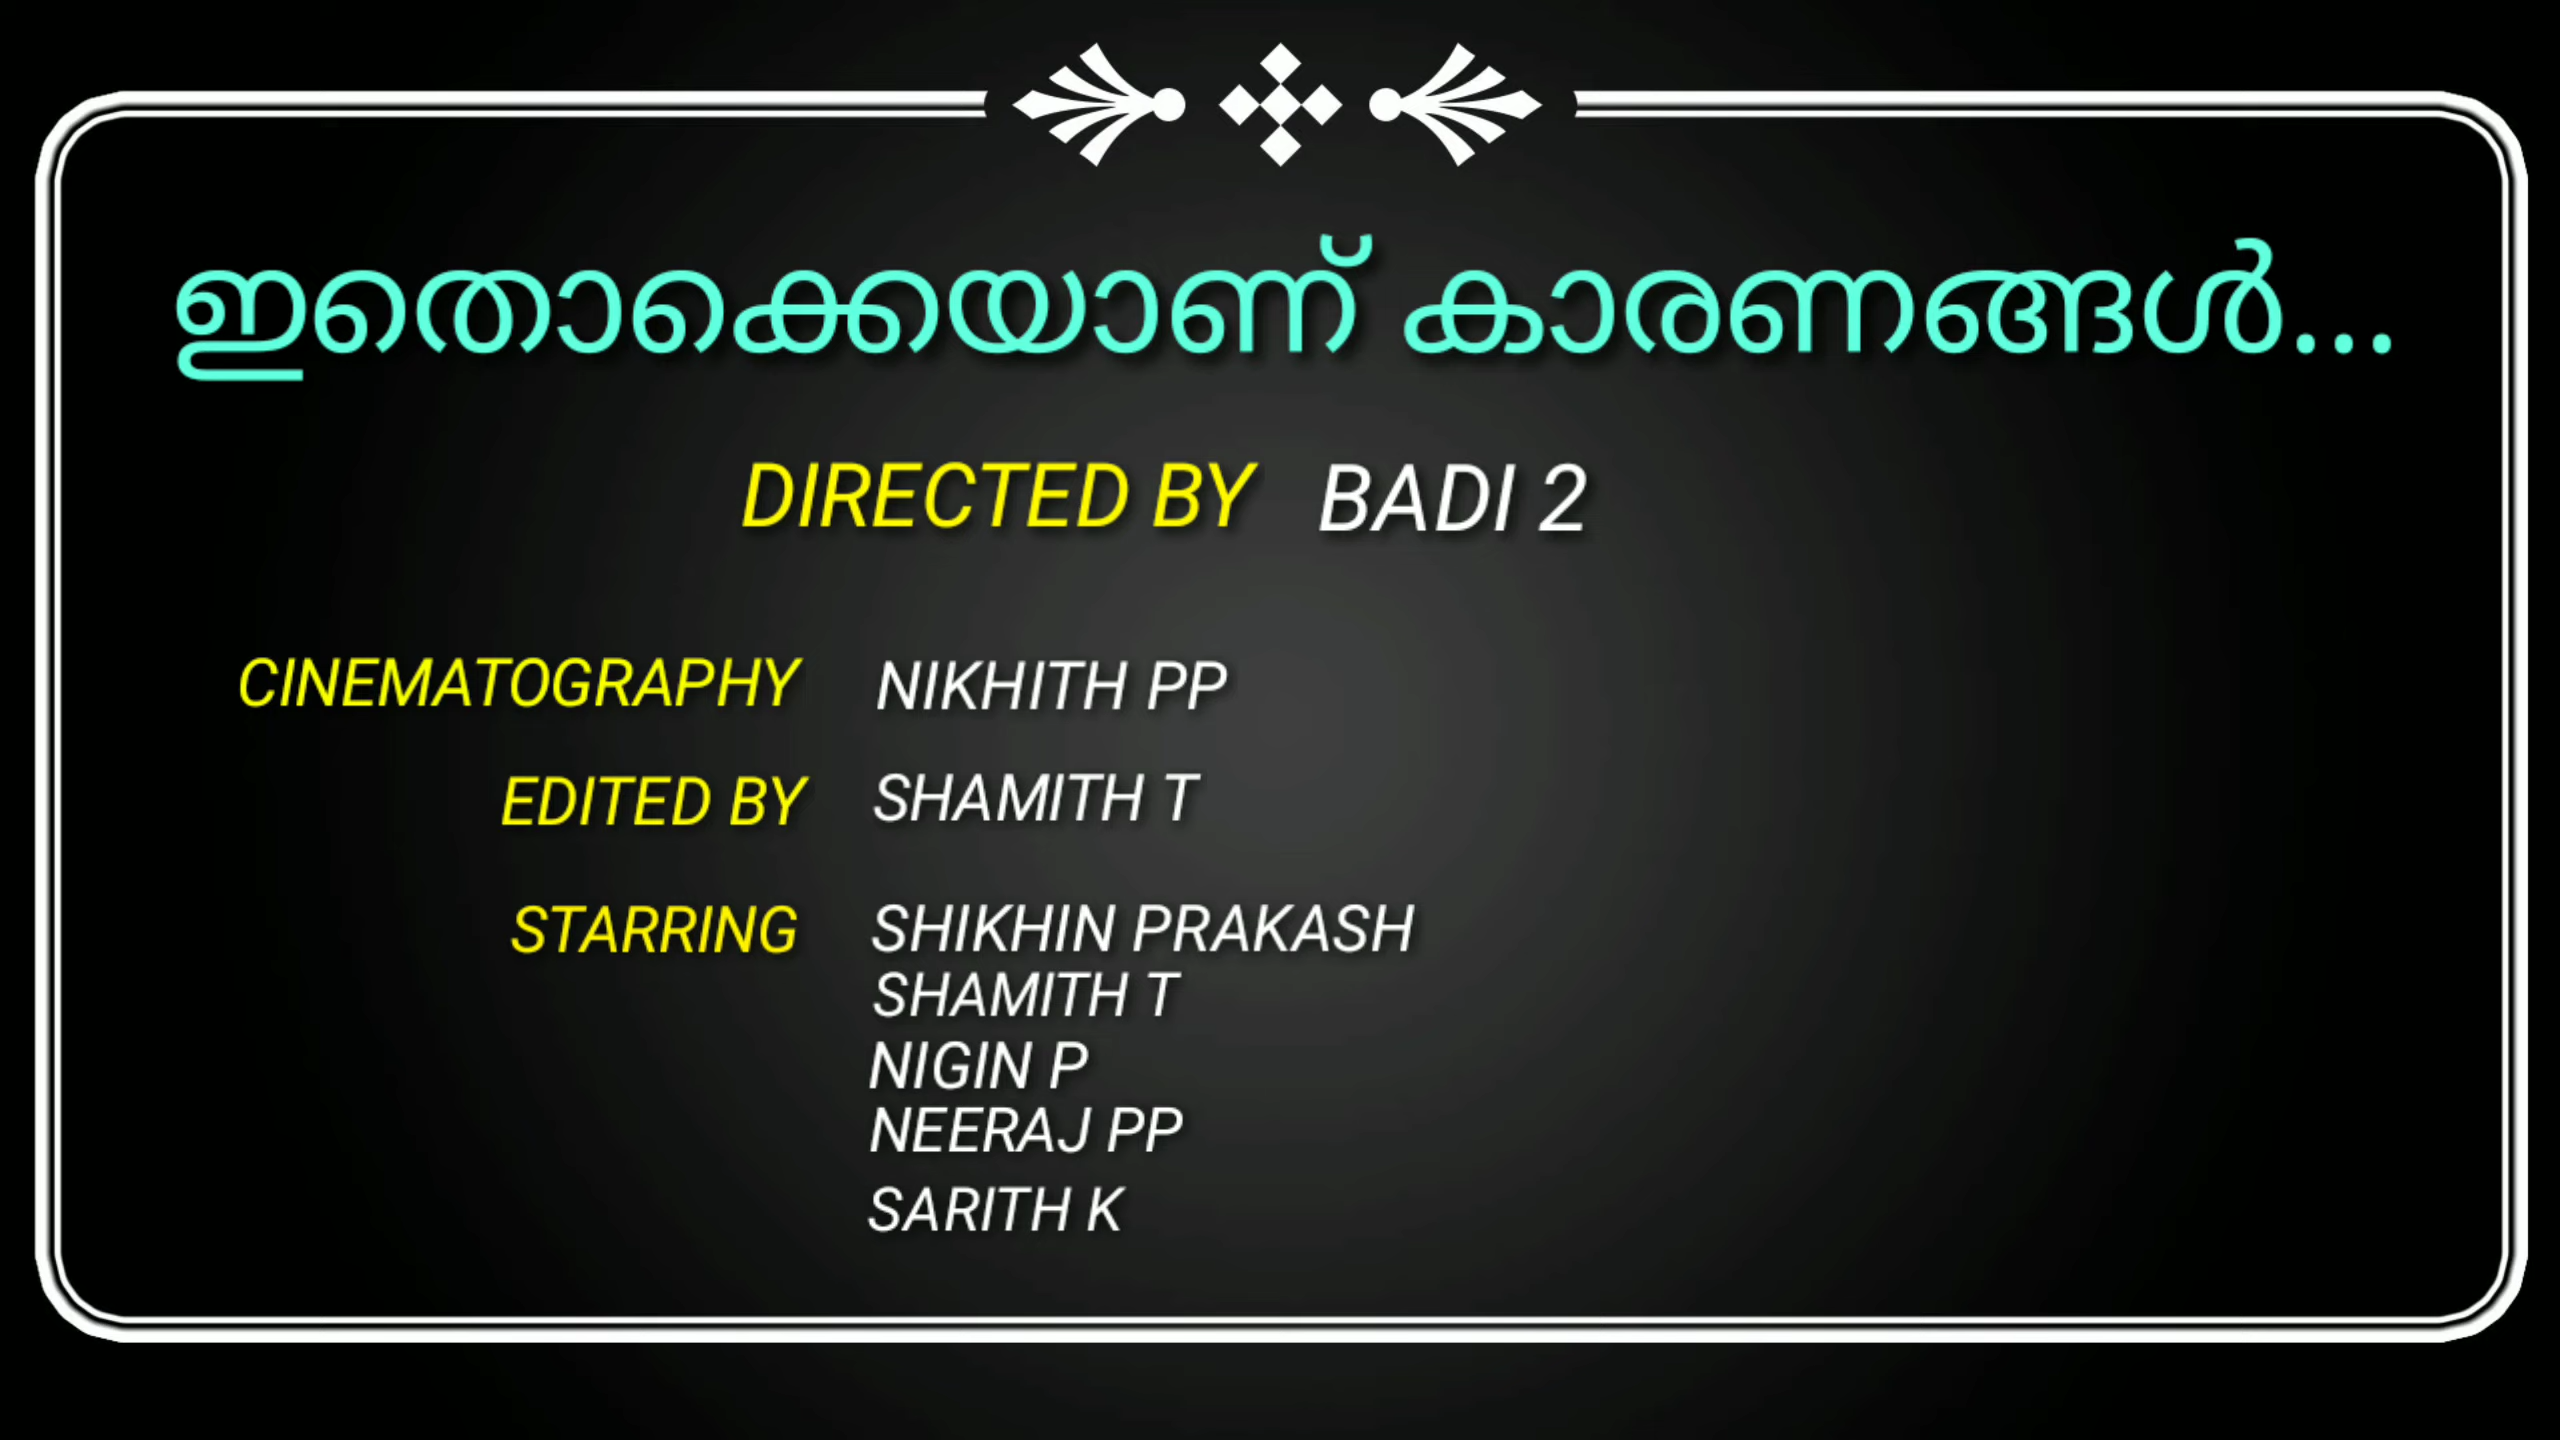 ഇതൊക്കെയാണ് കാരണങ്ങൾ...
DIRECTED BY BADI 2
CINEMATOGRAPHY NIKHITH PP
EDITED BY SHAMITH T
STARRING SHIKHIN PRAKASH
SHAMITH T
NIGIN P
NEERAJ PP
SARITH K